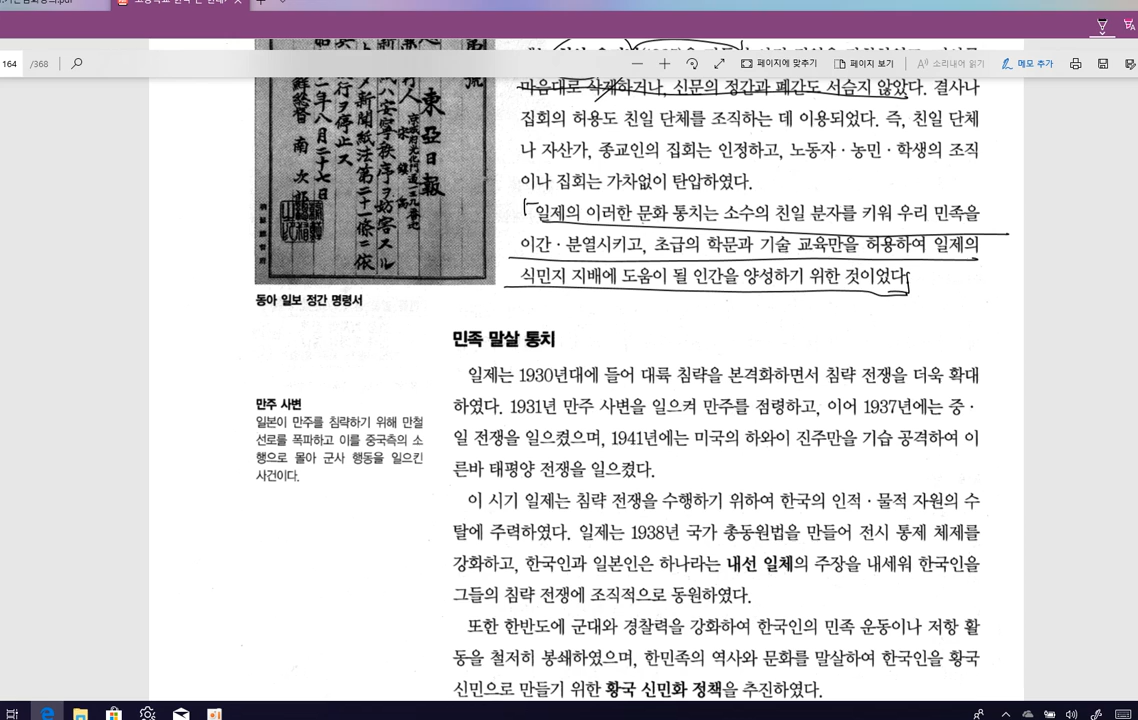 164 /368
페이지에 맞추기
페이지 보기
소리내어 읽기
메모 추가
마음대로 삭제하거나, 신문의 정간과 폐간도 서슴지 않았다. 결사나
집회의 허용도 친일 단체를 조직하는 데 이용되었다. 즉, 친일 단체
나 자산가, 종교인의 집회는 인정하고, 노동자 · 농민 · 학생의 조직
이나 집회는 가차없이 탄압하였다.
일제의 이러한 문화 통치는 소수의 친일 분자를 키워 우리 민족을
이간 · 분열시키고, 초급의 학문과 기술 교육만을 허용하여 일제의
식민지 지배에 도움이 될 인간을 양성하기 위한 것이었다.
東亞日報
京城府光化門通一三九番地
新聞紙法第二十一條ニ依
行ヲ停止ス
二年八月二十七日
鮮總督 南次郞
동아 일보 정간 명령서
민족 말살 통치
일제는 1930년대에 들어 대륙 침략을 본격화하면서 침략 전쟁을 더욱 확대
하였다. 1931년 만주 사변을 일으켜 만주를 점령하고, 이어 1937년에는 중 ·
일 전쟁을 일으켰으며, 1941년에는 미국의 하와이 진주만을 기습 공격하여 이
른바 태평양 전쟁을 일으켰다.
만주 사변
일본이 만주를 침략하기 위해 만철
선로를 폭파하고 이를 중국측의 소
행으로 몰아 군사 행동을 일으킨
사건이다.
이 시기 일제는 침략 전쟁을 수행하기 위하여 한국의 인적 · 물적 자원의 수
탈에 주력하였다. 일제는 1938년 국가 총동원법을 만들어 전시 통제 체제를
강화하고, 한국인과 일본인은 하나라는 내선 일체의 주장을 내세워 한국인을
그들의 침략 전쟁에 조직적으로 동원하였다.
또한 한반도에 군대와 경찰력을 강화하여 한국인의 민족 운동이나 저항 활
동을 철저히 봉쇄하였으며, 한민족의 역사와 문화를 말살하여 한국인을 황국
신민으로 만들기 위한 황국 신민화 정책을 추진하였다.